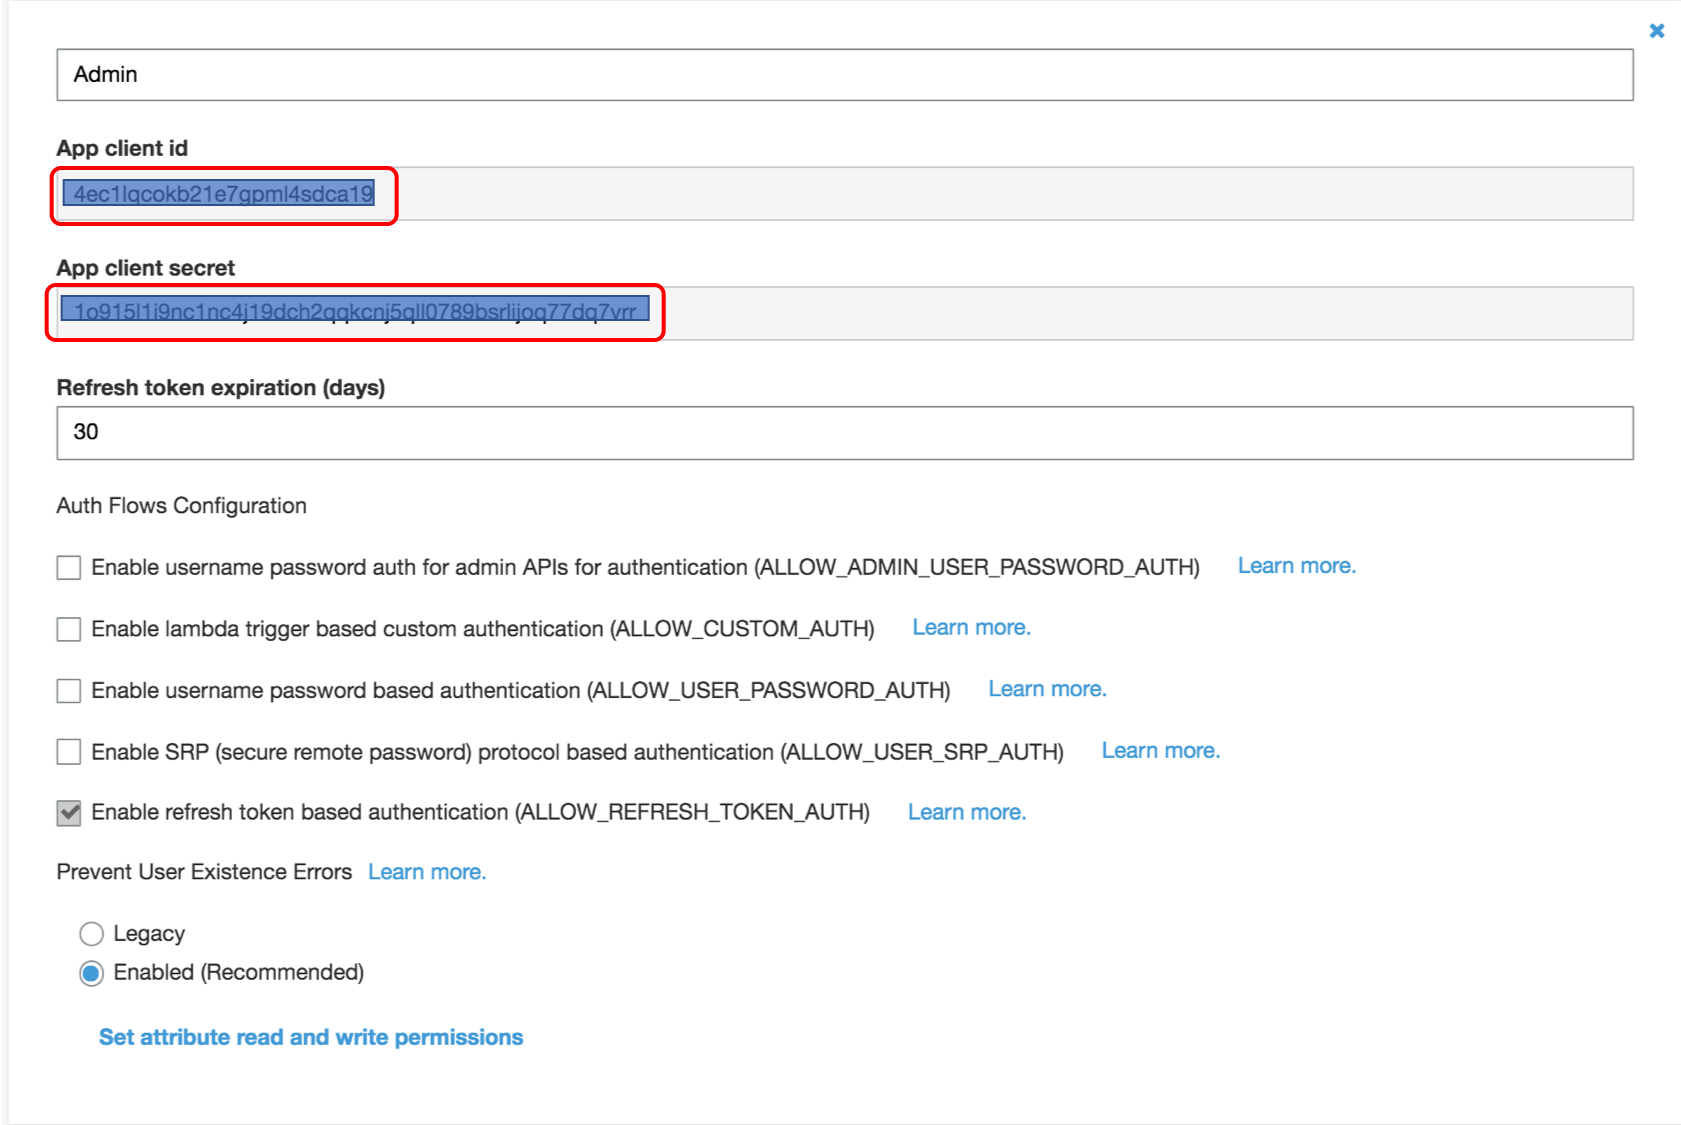 Admin
App client id
4ec1lqcokb21e7gpml4sdca19
App client secret
Refresh token expiration (days)
30
Auth Flows Configuration
Enable username password auth for admin APIs for authentication (ALLOW_ADMIN_USER_PASSWORD_AUTH) Learn more.
Enable lambda trigger based custom authentication (ALLOW_CUSTOM_AUTH) Learn more.
Enable username password based authentication (ALLOW_USER_PASSWORD_AUTH) Learn more.
Enable SRP (secure remote password) protocol based authentication (ALLOW_USER_SRP_AUTH) Learn more.
Enable refresh token based authentication (ALLOW_REFRESH_TOKEN_AUTH) Learn more.
Prevent User Existence Errors Learn more.
Legacy
Enabled (Recommended)
Set attribute read and write permissions